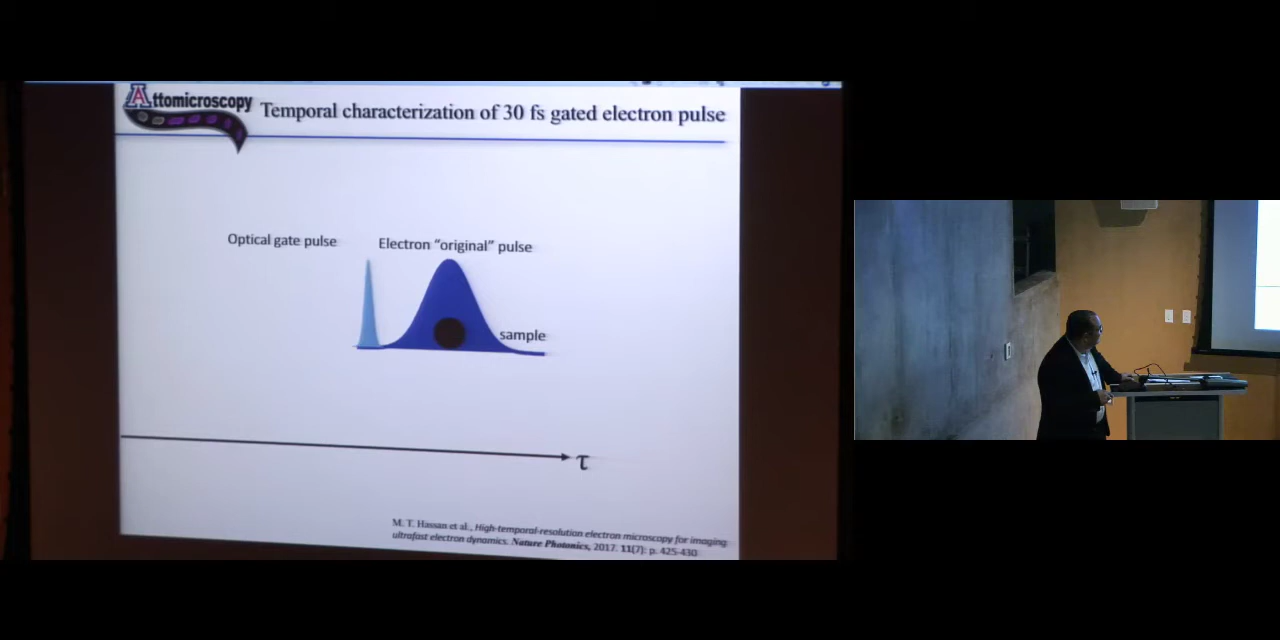 Attomicroscopy
Temporal characterization of 30 fs gated electron pulse
Optical gate pulse
Electron “original” pulse
sample
τ
M. T. Hassan et al., High-temporal-resolution electron microscopy for imaging
ultrafast electron dynamics. Nature Photonics, 2017. 11(7): p. 425-430